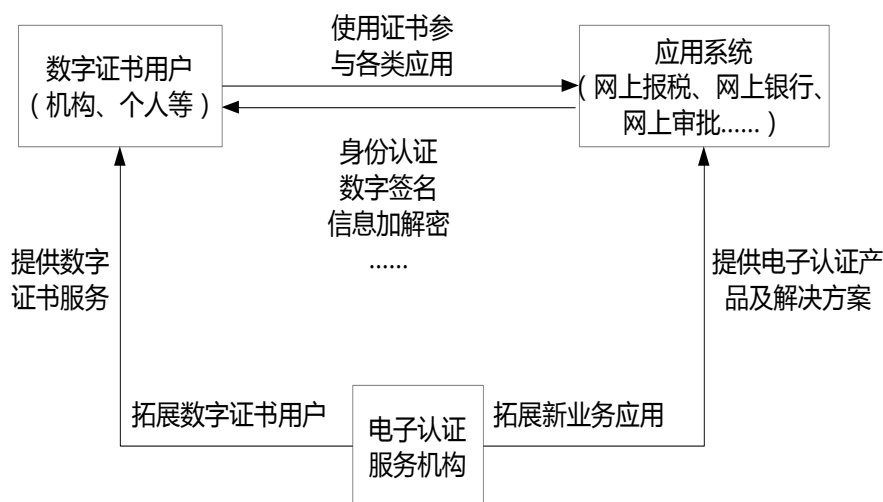 数字证书用户
（机构、个人等）
使用证书参
与各类应用
应用系统
（网上报税、网上银行、
网上审批......）
身份认证
数字签名
信息加解密
......
提供数字
证书服务
提供电子认证产
品及解决方案
拓展数字证书用户
电子认证
服务机构
拓展新业务应用